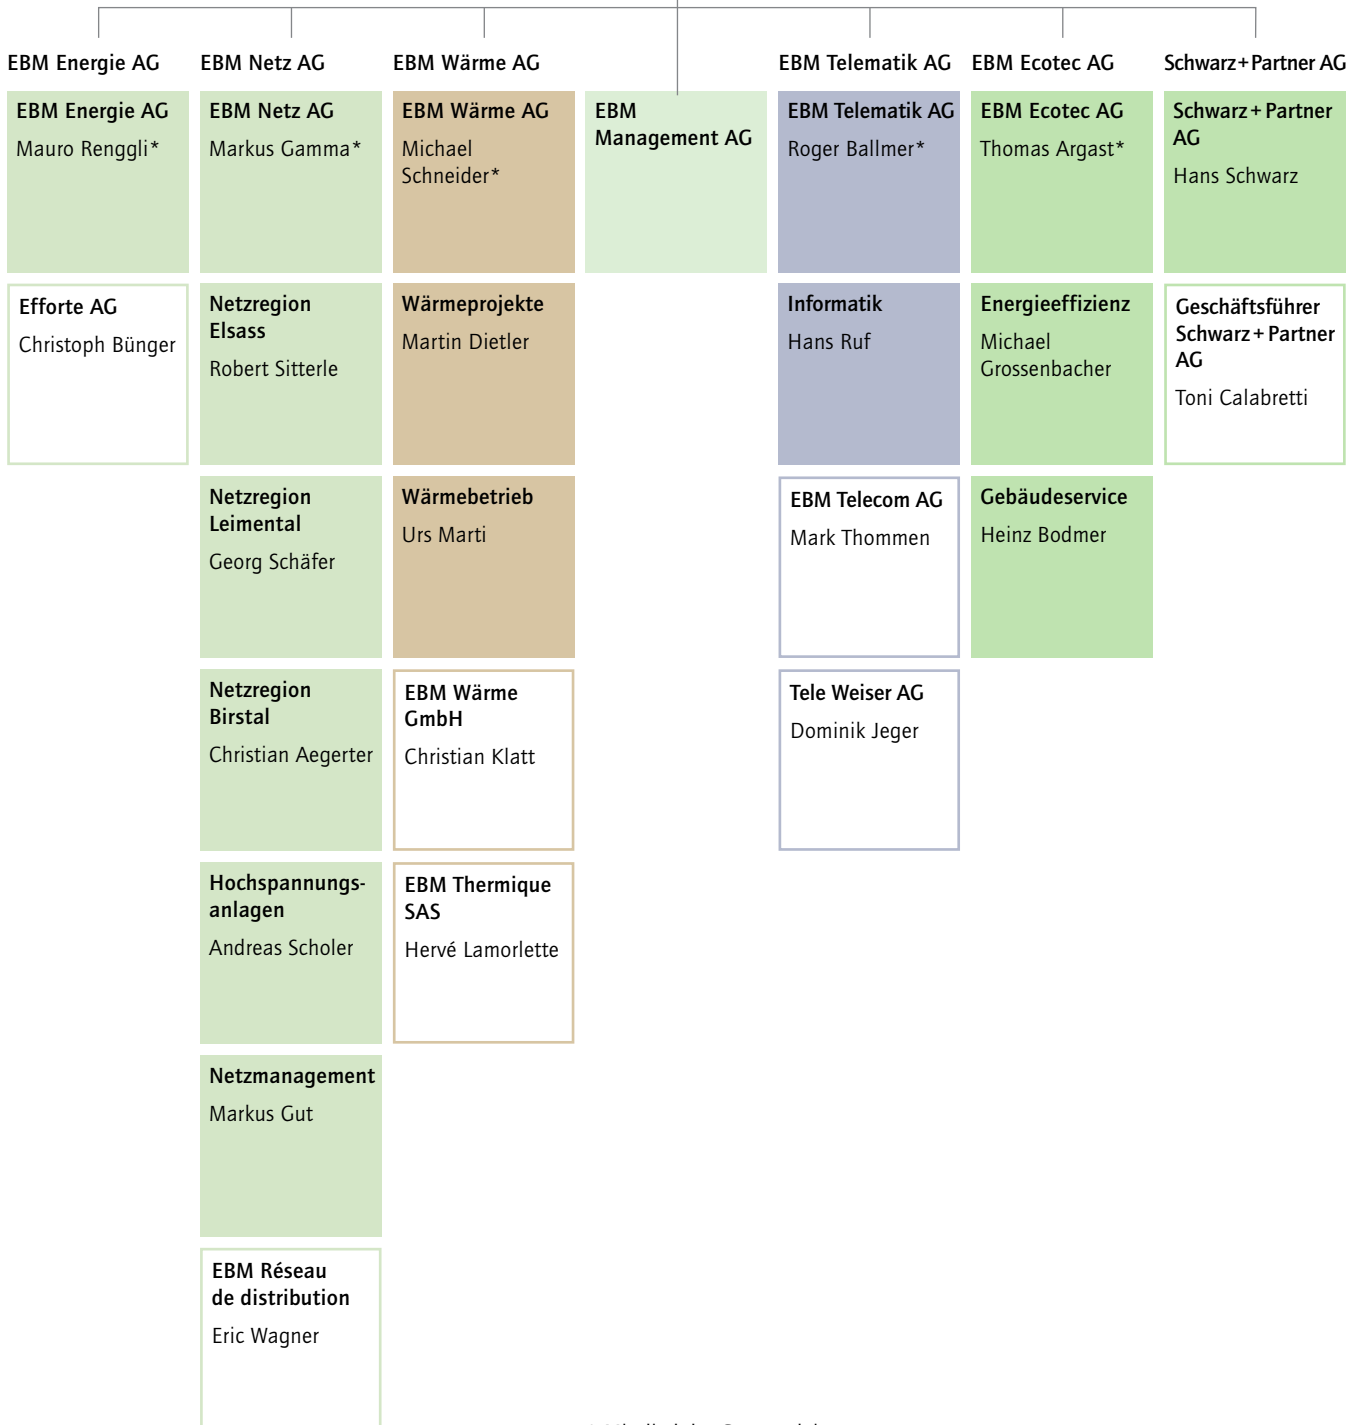 EBM Energie AG
EBM Netz AG
EBM Wärme AG
EBM Telematik AG
EBM Ecotec AG
Schwarz+Partner AG
EBM Energie AG
Mauro Renggli*
EBM Netz AG
Markus Gamma*
EBM Wärme AG
Michael
Schneider*
EBM
Management AG
EBM Telematik AG
Roger Ballmer*
EBM Ecotec AG
Thomas Argast*
Schwarz+Partner
AG
Hans Schwarz
Efforte AG
Christoph Bünger
Netzregion
Elsass
Robert Sitterle
Wärmeprojekte
Martin Dietler
Informatik
Hans Ruf
Energieeffizienz
Michael
Grossenbacher
Geschäftsführer
Schwarz+Partner
AG
Toni Calabretti
Netzregion
Leimental
Georg Schäfer
Wärmebetrieb
Urs Marti
EBM Telecom AG
Mark Thommen
Gebäudeservice
Heinz Bodmer
Netzregion
Birstal
Christian Aegerter
EBM Wärme
GmbH
Christian Klatt
Tele Weiser AG
Dominik Jeger
Hochspannungs-
anlagen
Andreas Scholer
EBM Thermique
SAS
Hervé Lamorlette
Netzmanagement
Markus Gut
EBM Réseau
de distribution
Eric Wagner